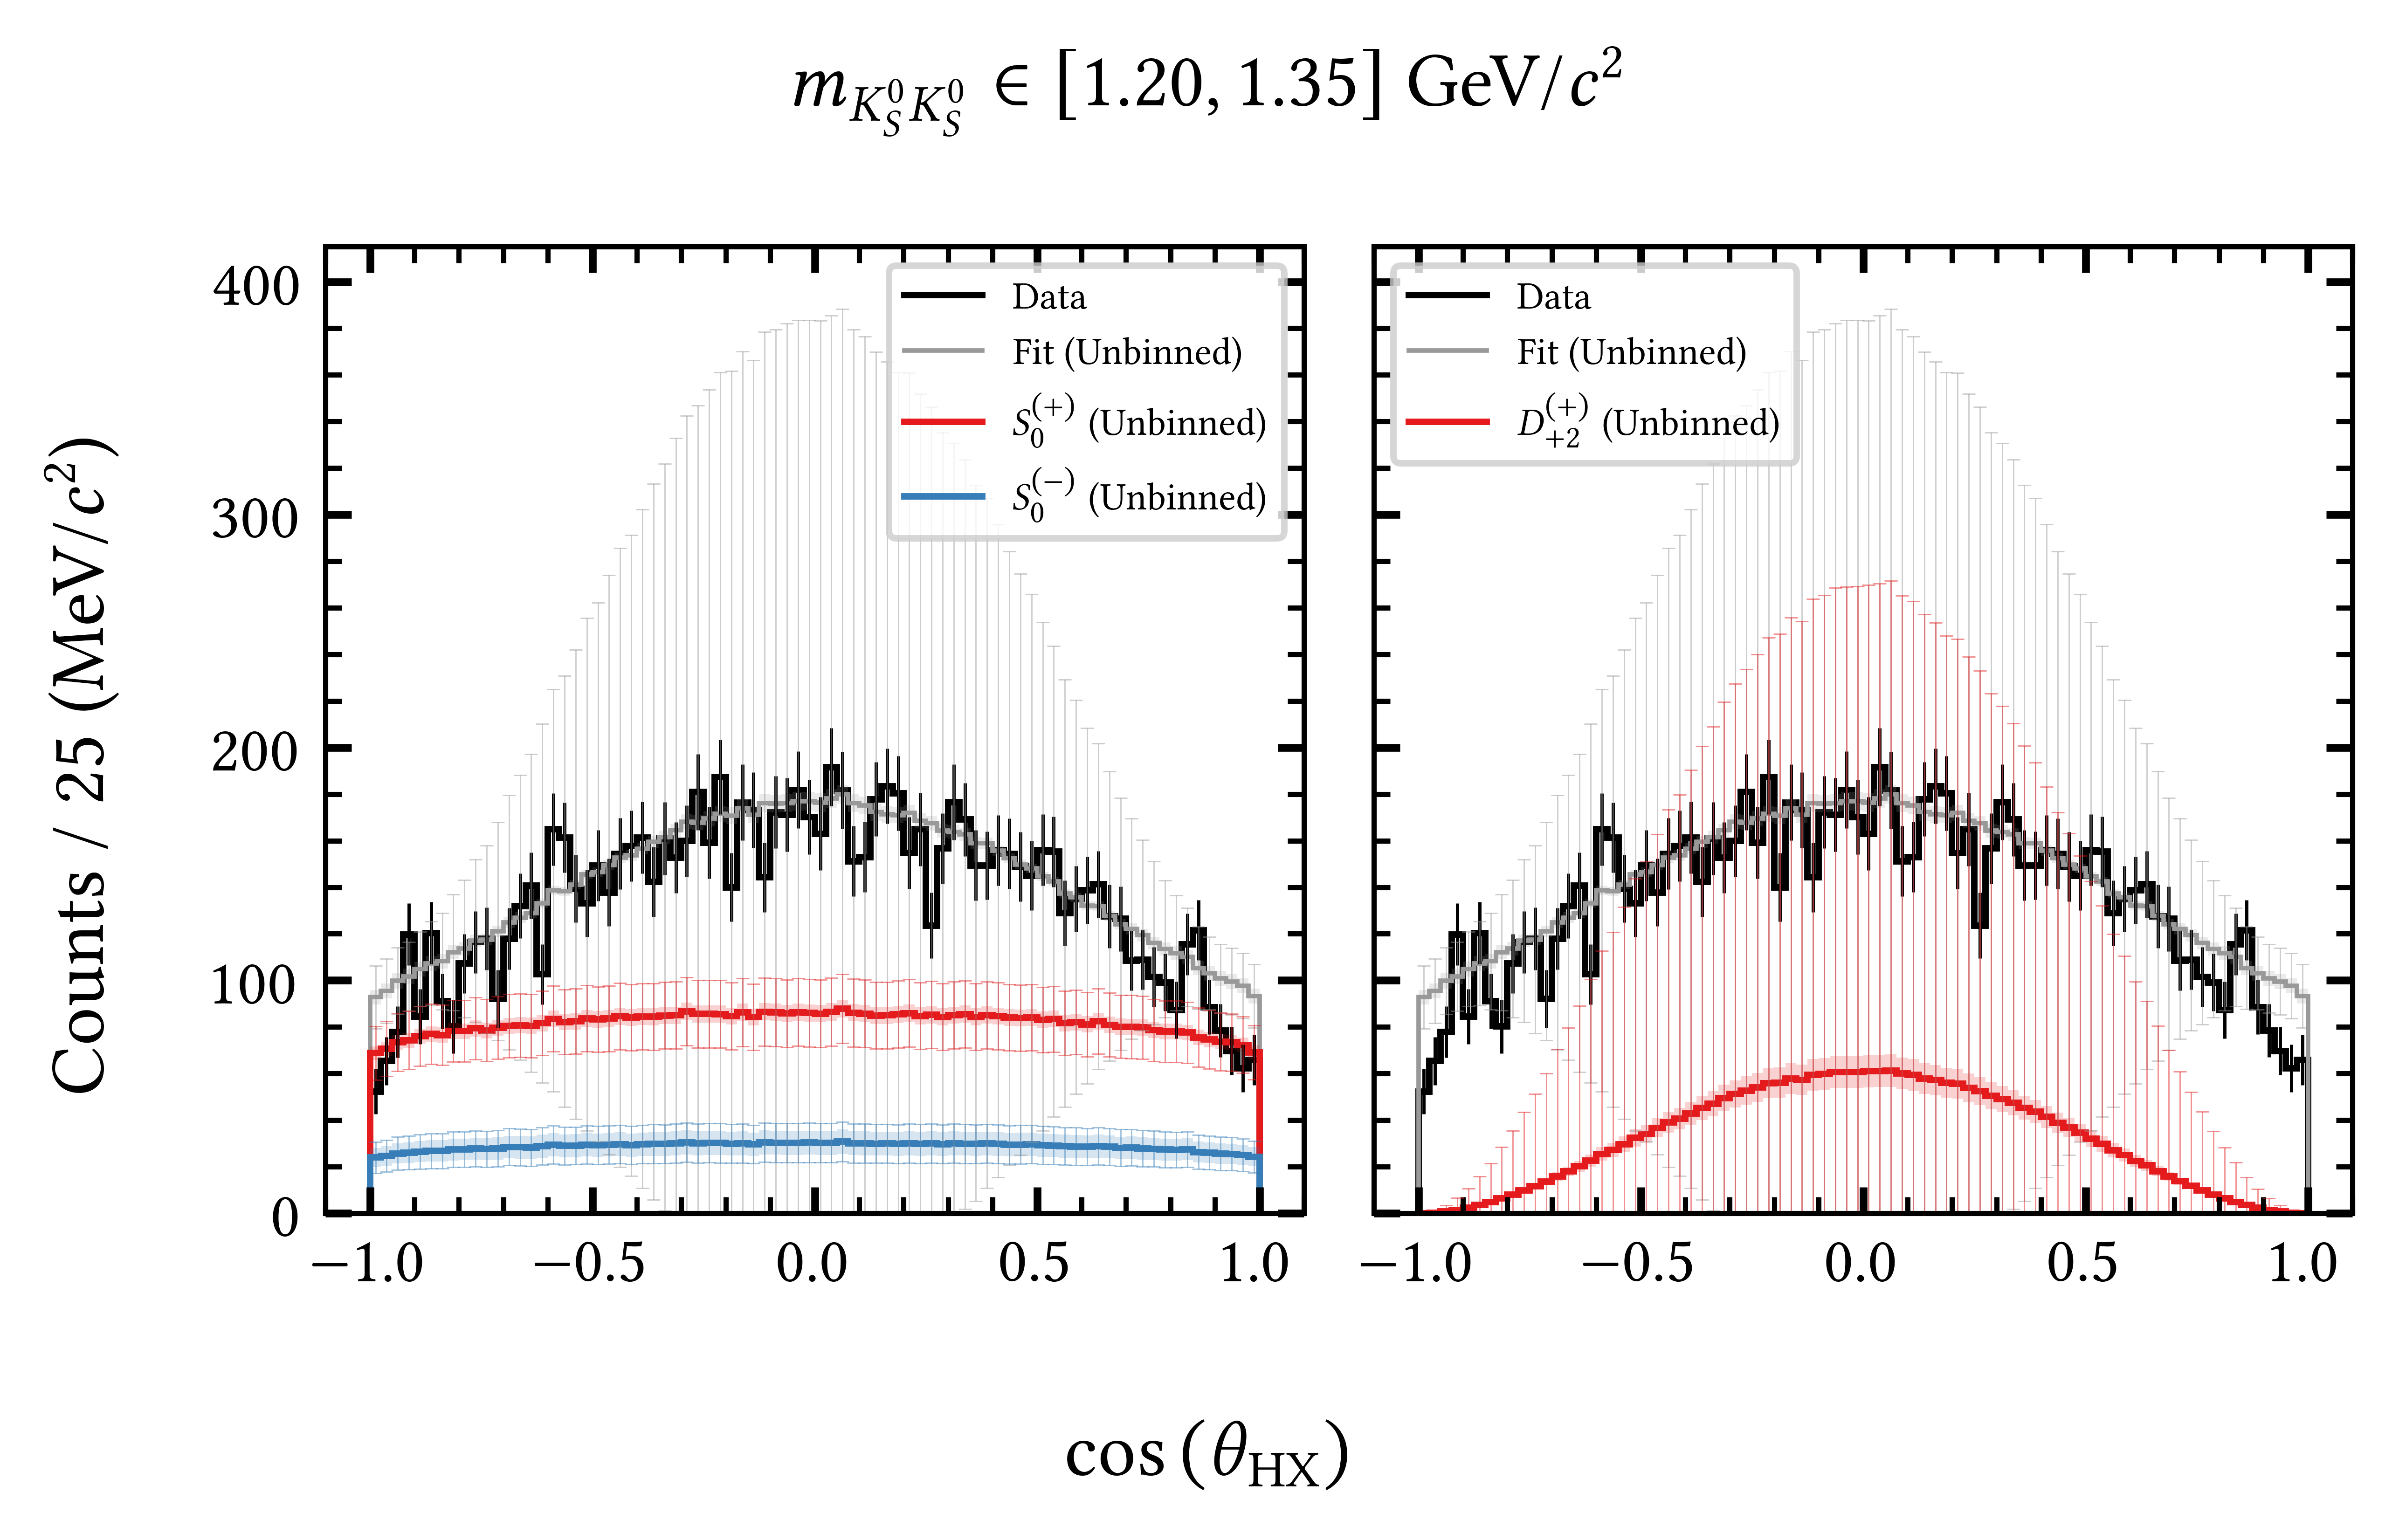 m_{K_S^0 K_S^0} ∈ [1.20, 1.35] GeV/c²
Counts / 25 (MeV/c²)
400
300
200
100
0
Data
Fit (Unbinned)
S_0^{(+)} (Unbinned)
S_0^{(−)} (Unbinned)
−1.0 −0.5 0.0 0.5 1.0
Data
Fit (Unbinned)
D_{+2}^{(+)} (Unbinned)
−1.0 −0.5 0.0 0.5 1.0
cos (θ_{HX})